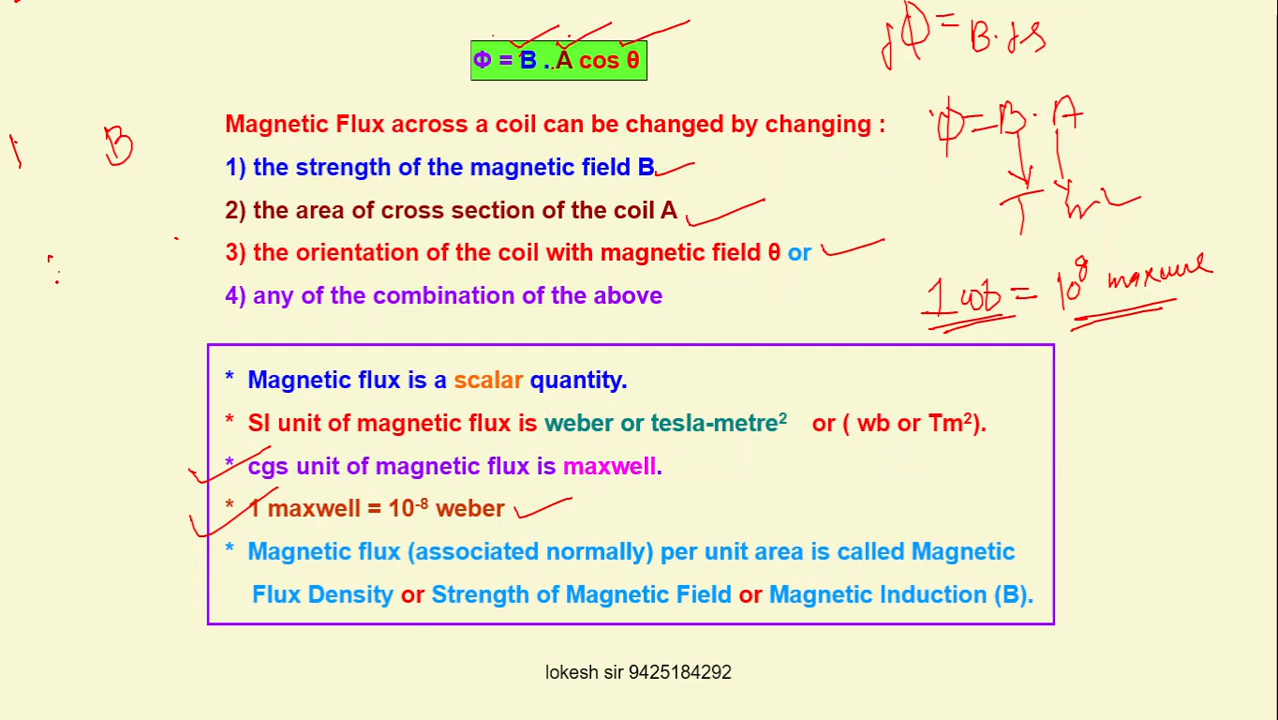 dΦ = B.ds
Φ = B . A cos θ
Φ = B . A
Magnetic Flux across a coil can be changed by changing :
B
1) the strength of the magnetic field B
T m²
2) the area of cross section of the coil A
3) the orientation of the coil with magnetic field θ or
1 wb = 10⁸ maxwell
4) any of the combination of the above
* Magnetic flux is a scalar quantity.
* SI unit of magnetic flux is weber or tesla-metre² or ( wb or Tm²).
* cgs unit of magnetic flux is maxwell.
* 1 maxwell = 10⁻⁸ weber
* Magnetic flux (associated normally) per unit area is called Magnetic
Flux Density or Strength of Magnetic Field or Magnetic Induction (B).
lokesh sir 9425184292